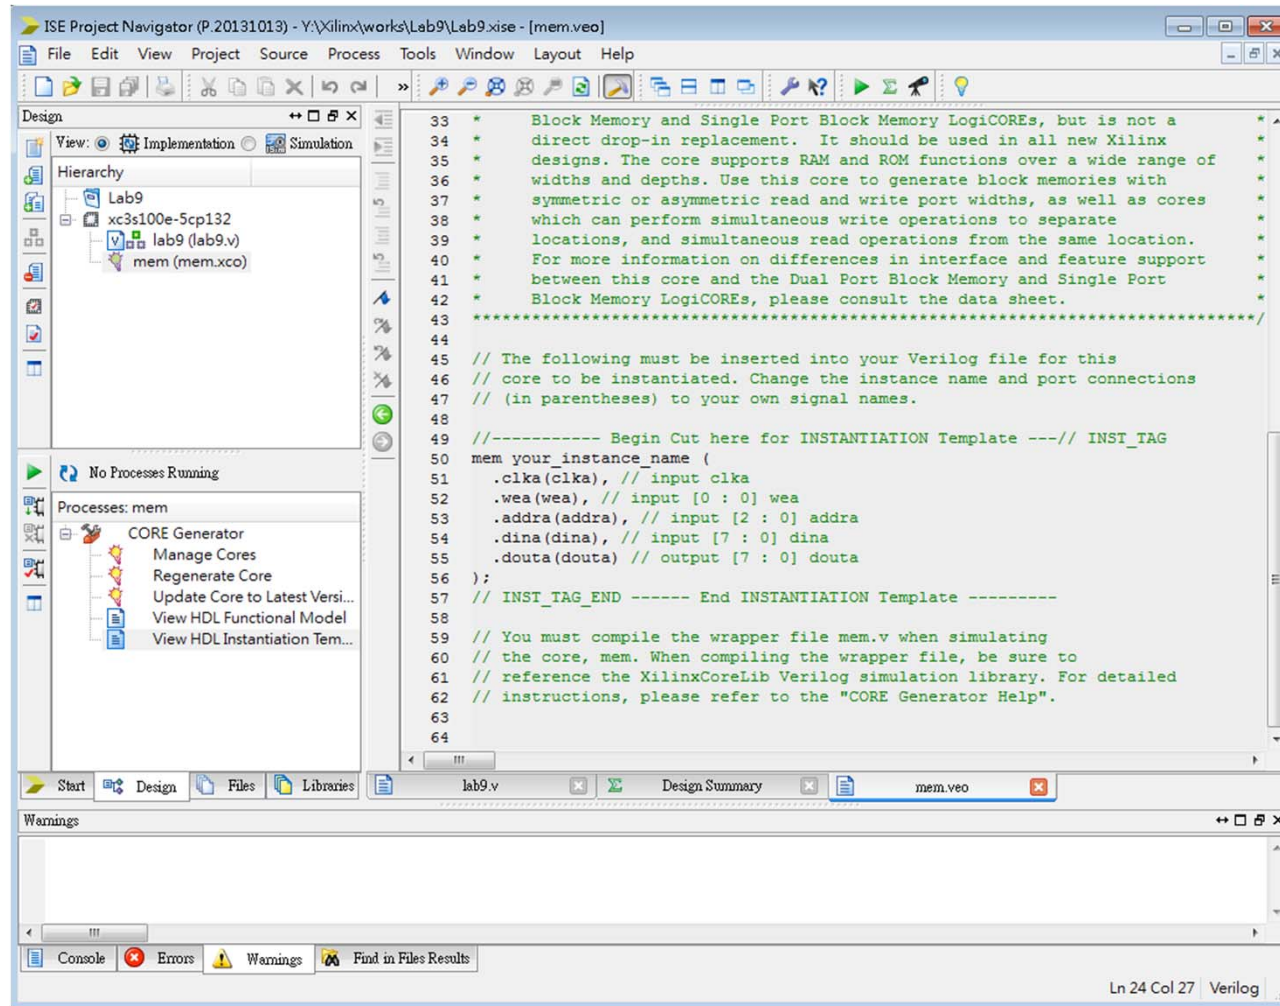 ISE Project Navigator (P.20131013) - Y:\Xilinx\works\Lab9\Lab9.xise - [mem.veo]
File Edit View Project Source Process Tools Window Layout Help
Design
View: Implementation Simulation
Hierarchy
Lab9
xc3s100e-5cp132
lab9 (lab9.v)
mem (mem.xco)
No Processes Running
Processes: mem
CORE Generator
Manage Cores
Regenerate Core
Update Core to Latest Versi...
View HDL Functional Model
View HDL Instantiation Tem...
Start Design Files Libraries
33 * Block Memory and Single Port Block Memory LogiCOREs, but is not a *
34 * direct drop-in replacement. It should be used in all new Xilinx *
35 * designs. The core supports RAM and ROM functions over a wide range of *
36 * widths and depths. Use this core to generate block memories with *
37 * symmetric or asymmetric read and write port widths, as well as cores *
38 * which can perform simultaneous write operations to separate *
39 * locations, and simultaneous read operations from the same location. *
40 * For more information on differences in interface and feature support *
41 * between this core and the Dual Port Block Memory and Single Port *
42 * Block Memory LogiCOREs, please consult the data sheet. *
43 *******************************************************************************/
44
45 // The following must be inserted into your Verilog file for this
46 // core to be instantiated. Change the instance name and port connections
47 // (in parentheses) to your own signal names.
48
49 //----------- Begin Cut here for INSTANTIATION Template ---// INST_TAG
50 mem your_instance_name (
51 .clka(clka), // input clka
52 .wea(wea), // input [0 : 0] wea
53 .addra(addra), // input [2 : 0] addra
54 .dina(dina), // input [7 : 0] dina
55 .douta(douta) // output [7 : 0] douta
56 );
57 // INST_TAG_END ------ End INSTANTIATION Template ---------
58
59 // You must compile the wrapper file mem.v when simulating
60 // the core, mem. When compiling the wrapper file, be sure to
61 // reference the XilinxCoreLib Verilog simulation library. For detailed
62 // instructions, please refer to the "CORE Generator Help".
63
64
lab9.v Design Summary mem.veo
Warnings
Console Errors Warnings Find in Files Results
Ln 24 Col 27 Verilog